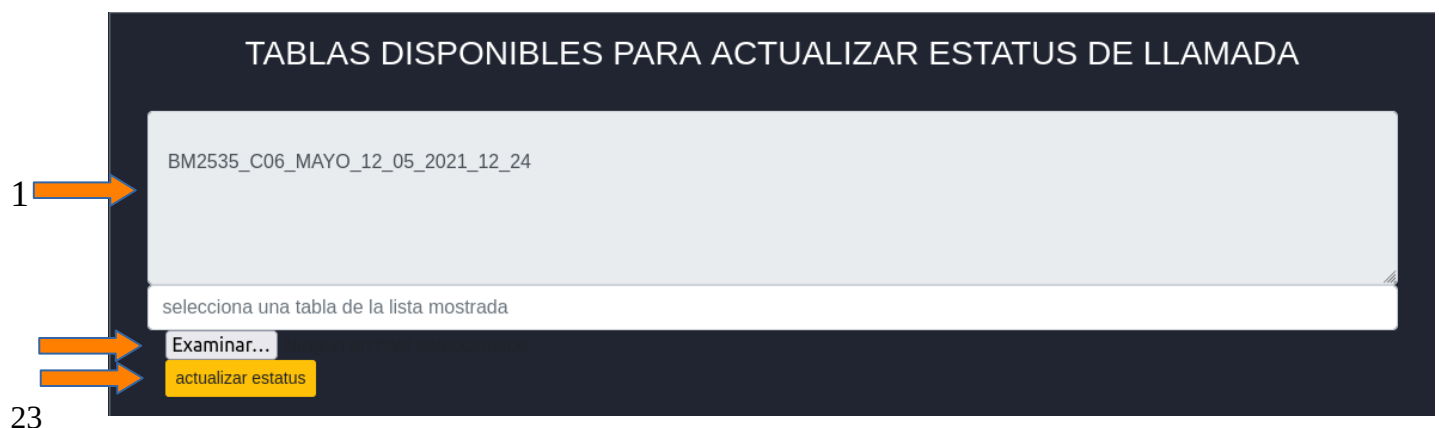 TABLAS DISPONIBLES PARA ACTUALIZAR ESTATUS DE LLAMADA
BM2535_C06_MAYO_12_05_2021_12_24
1
selecciona una tabla de la lista mostrada
Examinar...
actualizar estatus
23